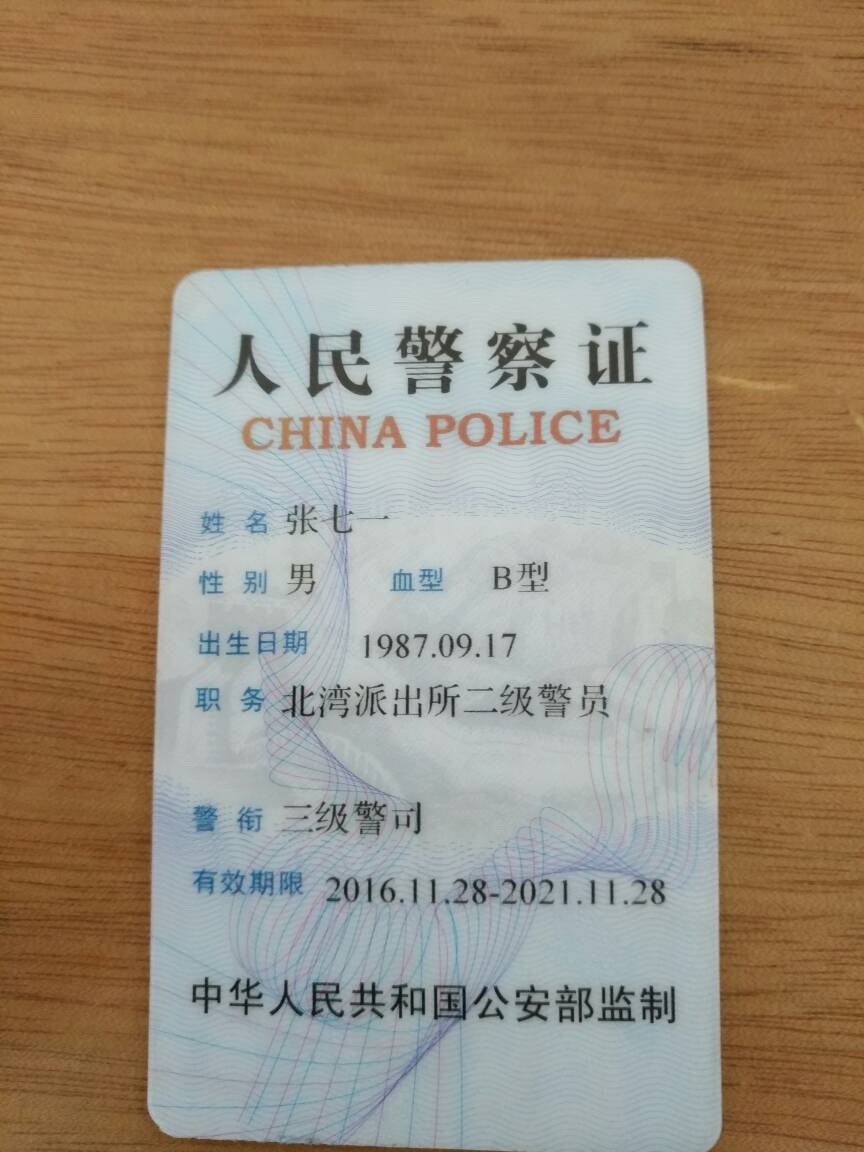 人民警察证
CHINA POLICE
姓 名 张七一
性 别 男 血型 B型
出生日期 1987.09.17
职 务 北湾派出所二级警员
警 衔 三级警司
有效期限 2016.11.28-2021.11.28
中华人民共和国公安部监制